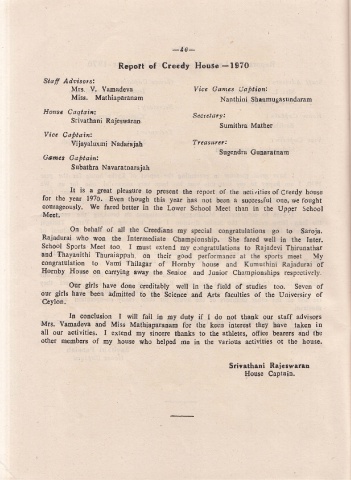 —46—
Report of Creedy House —1970
Staff Advisors:
Mrs. V. Vamadeva
Miss. Mathiaparanam
House Captain:
Srivathani Rajeswaran
Vice Captain:
Vijayaluxmi Nadarajah
Games Captain:
Subathra Navaratnarajah
Vice Games Caption:
Nanthini Shanmugasundaram
Secretary:
Sumithra Mather
Treasurer:
Sugendra Gunaratnam
It is a great pleasure to present the report of the activities of Creedy house
for the year 1970. Even though this year has not been a successful one, we fought
courageously. We fared better in the Lower School Meet than in the Upper School
Meet.
On behalf of all the Creedians my special congratulations go to Saroja.
Rajadurai who won the Intermediate Championship. She fared well in the Inter.
School Sports Meet too. I must extend my congratulations to Rajadevi Thirunathar
and Thayanithi Thuraiappah, on their good performance at the sports meet. My
congratulation to Vasmi Thilagar of Hornby house and Kumuthini Rajadurai of
Hornby House on carrying away the Senior and Junior Championships respectively.
Our girls have done creditably well in the field of studies too. Seven of
our girls have been admitted to the Science and Arts faculties of the University of
Ceylon.
In conclusion I will fail in my duty if I do not thank our staff advisors
Mrs. Vamadeva and Miss Mathiaparanam for the keen interest they have taken in
all our activities. I extend my sincere thanks to the athletes, office bearers and the
other members of my house who helped me in the various activities of the house.
Srivathani Rajeswaran
House Captain.